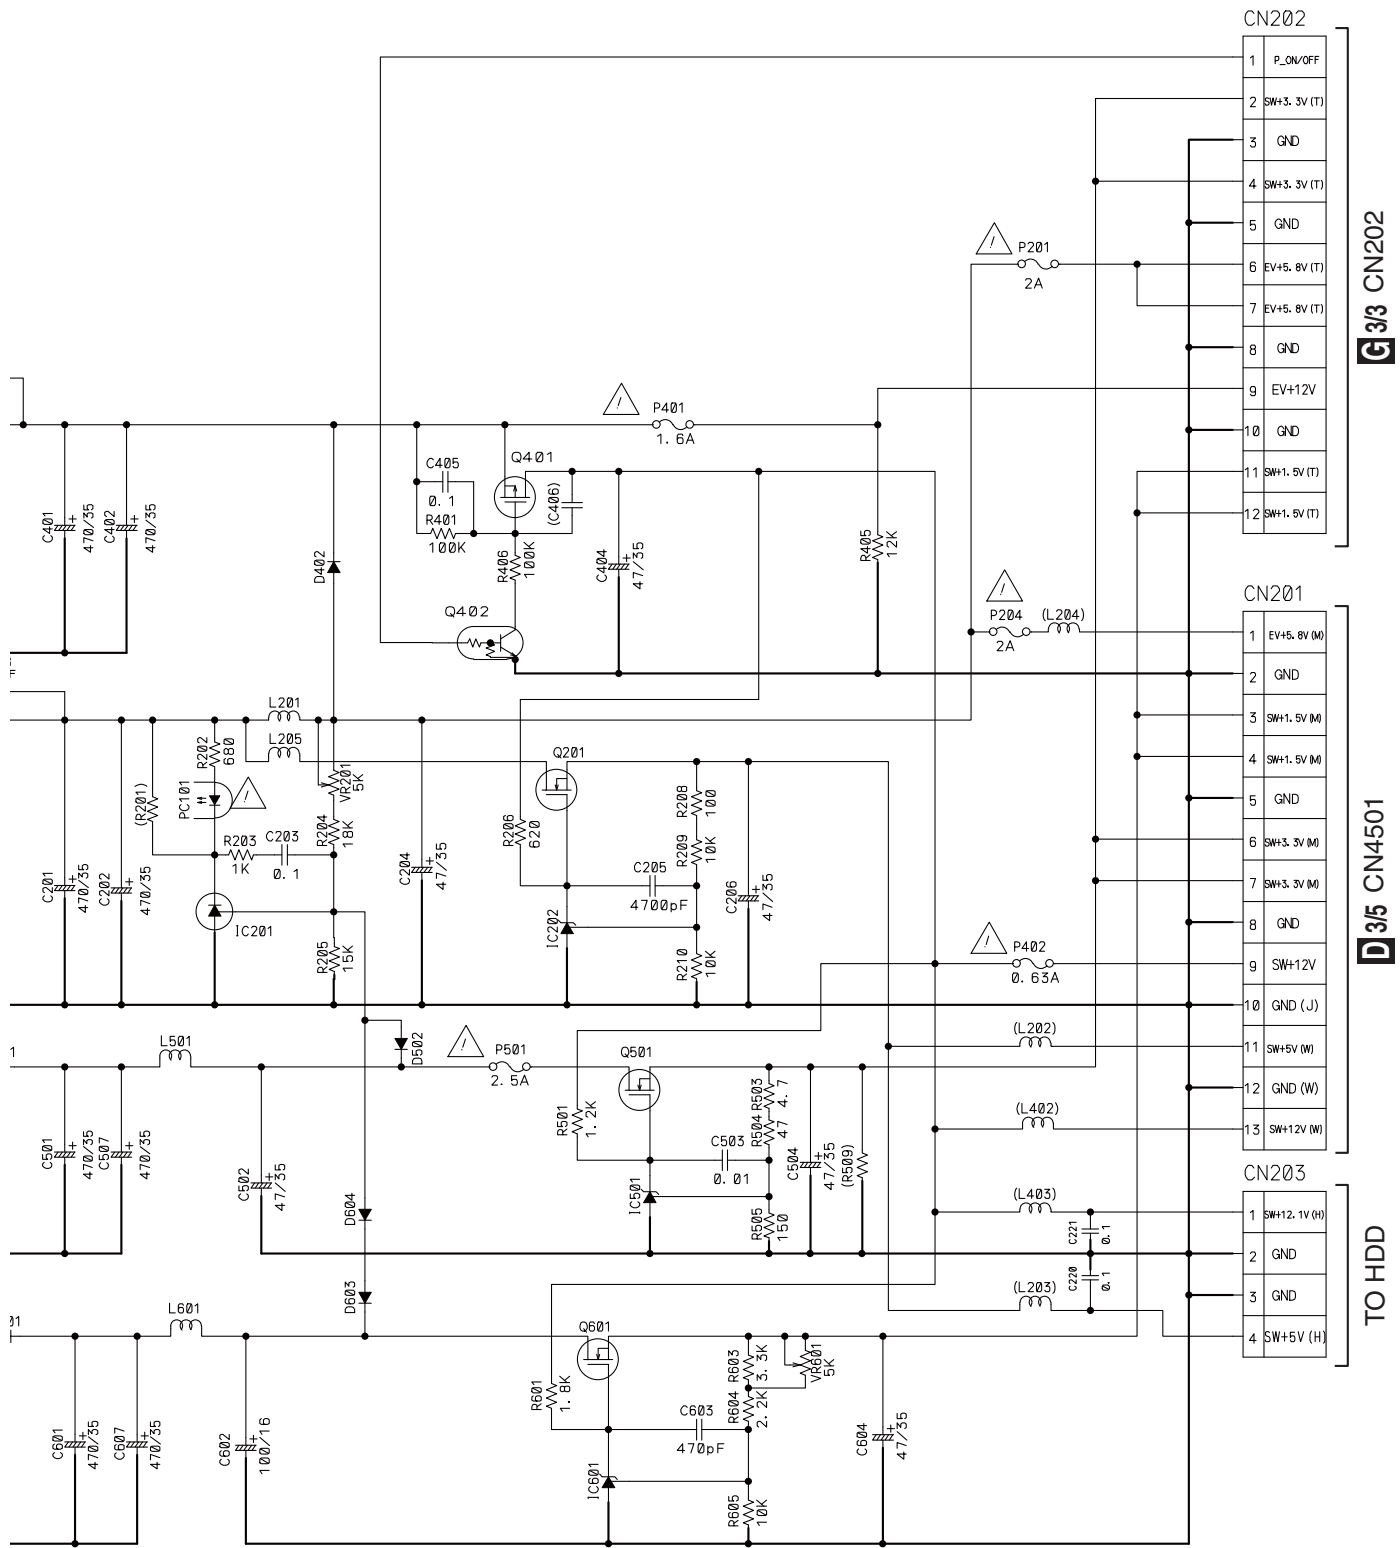 CN202
1 P_ON/OFF
2 SW+3.3V(T)
3 GND
4 SW+3.3V(T)
5 GND
6 EV+5.8V(T)
7 EV+5.8V(T)
8 GND
9 EV+12V
10 GND
11 SW+1.5V(T)
12 SW+1.5V(T)
G 3/3 CN202
! P201
2A
! P401
1.6A
C401
470/35
C402
470/35
D402
C405
0.1
R401
100K
Q401
(C406)
R406
100K
C404
47/35
R405
12K
Q402
CN201
1 EV+5.8V(M)
2 GND
3 SW+1.5V(M)
4 SW+1.5V(M)
5 GND
6 SW+3.3V(M)
7 SW+3.3V(M)
8 GND
9 SW+12V
10 GND(J)
11 SW+5V(W)
12 GND(W)
13 SW+12V(W)
D 3/5 CN4501
! P204
2A
(L204)
F
L201
L205
R202
680
PC101
!
(R201)
R203
1K
C203
0.1
VR201
5K
R204
18K
C201
470/35
C202
470/35
IC201
R205
15K
C204
47/35
Q201
R206
620
R208
100
R209
10K
C205
4700pF
C206
47/35
IC202
R210
10K
! P402
0.63A
(L202)
(L402)
1
L501
D502
! P501
2.5A
Q501
R501
1.2K
R503
4.7
R504
47
C503
0.01
C504
47/35
(R509)
IC501
R505
150
C501
470/35
C507
470/35
C502
47/35
D604
D603
CN203
1 SW+12.1V(H)
2 GND
3 GND
4 SW+5V(H)
TO HDD
(L403)
C221
0.1
C220
0.1
(L203)
01
L601
Q601
R601
1.8K
R603
3.3K
VR601
5K
R604
2.2K
C603
470pF
C604
47/35
IC601
R605
10K
C601
470/35
C607
470/35
C602
100/16